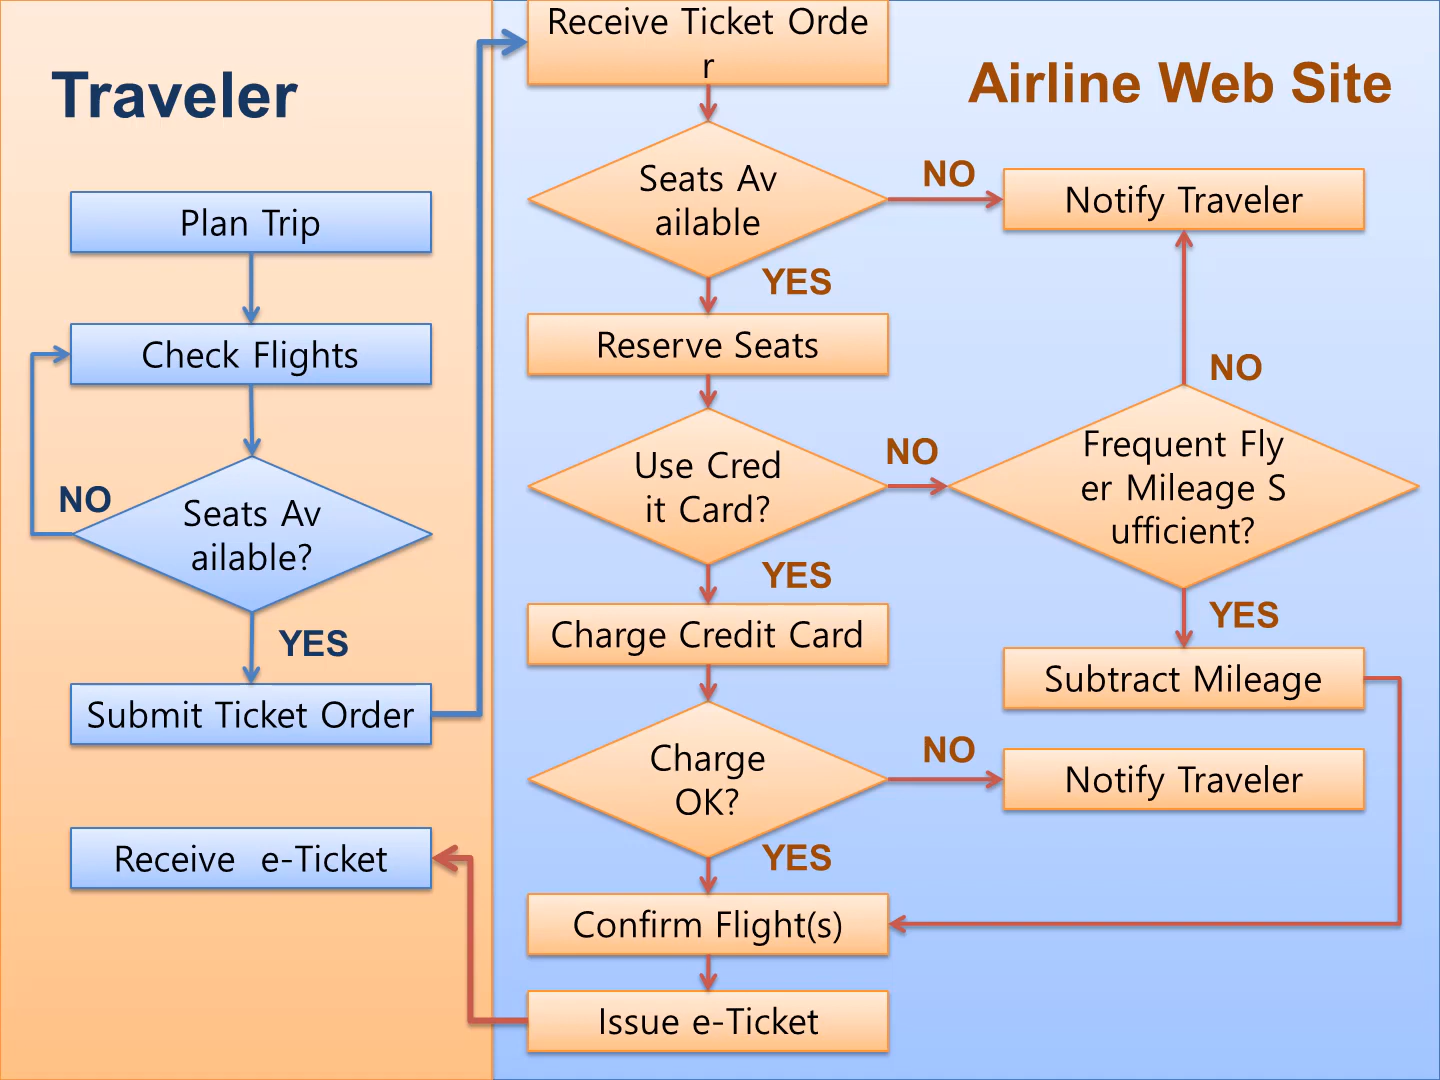 Traveler
Plan Trip
Check Flights
NO
Seats Av
ailable?
YES
Submit Ticket Order
Receive  e-Ticket
Airline Web Site
Receive Ticket Orde
r
Seats Av
ailable
NO
Notify Traveler
YES
Reserve Seats
Use Cred
it Card?
NO
Frequent Fly
er Mileage S
ufficient?
NO
YES
Subtract Mileage
YES
Charge Credit Card
Charge
OK?
NO
Notify Traveler
YES
Confirm Flight(s)
Issue e-Ticket